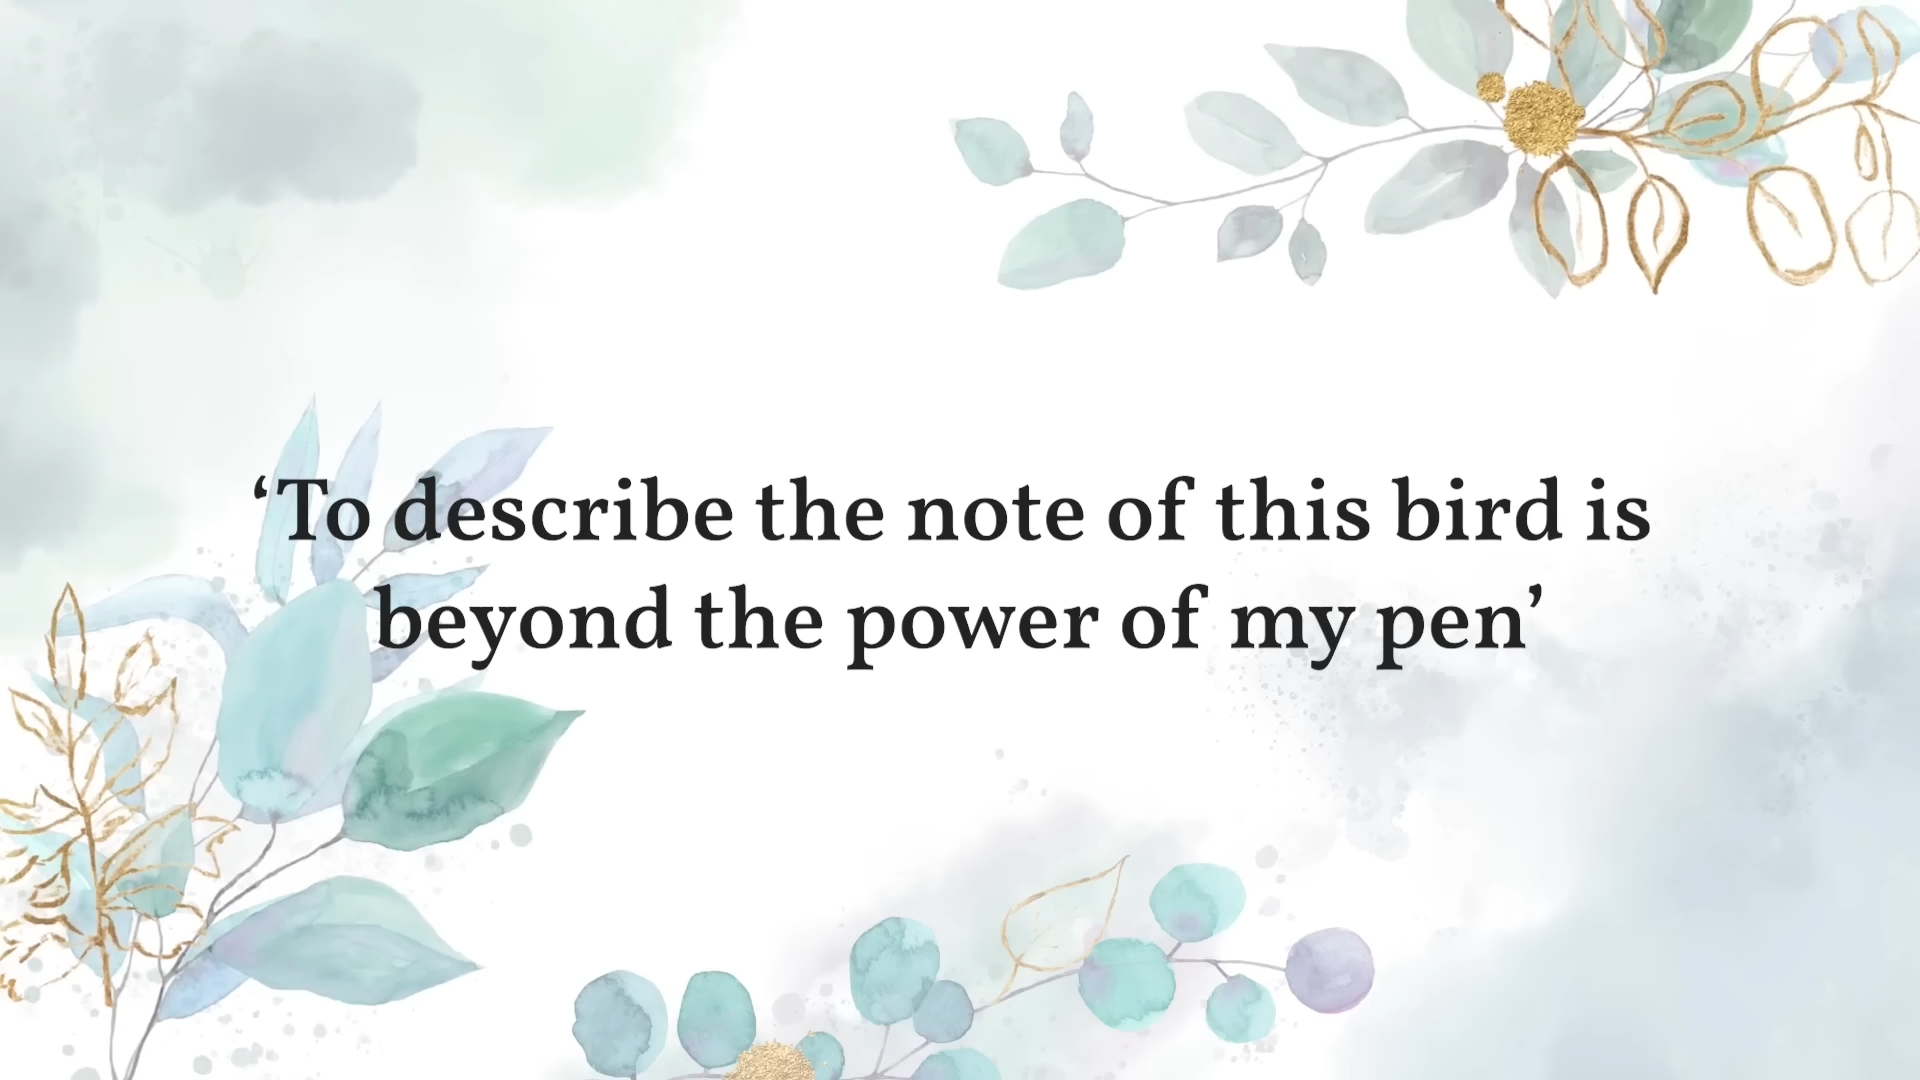 ‘To describe the note of this bird is
beyond the power of my pen’